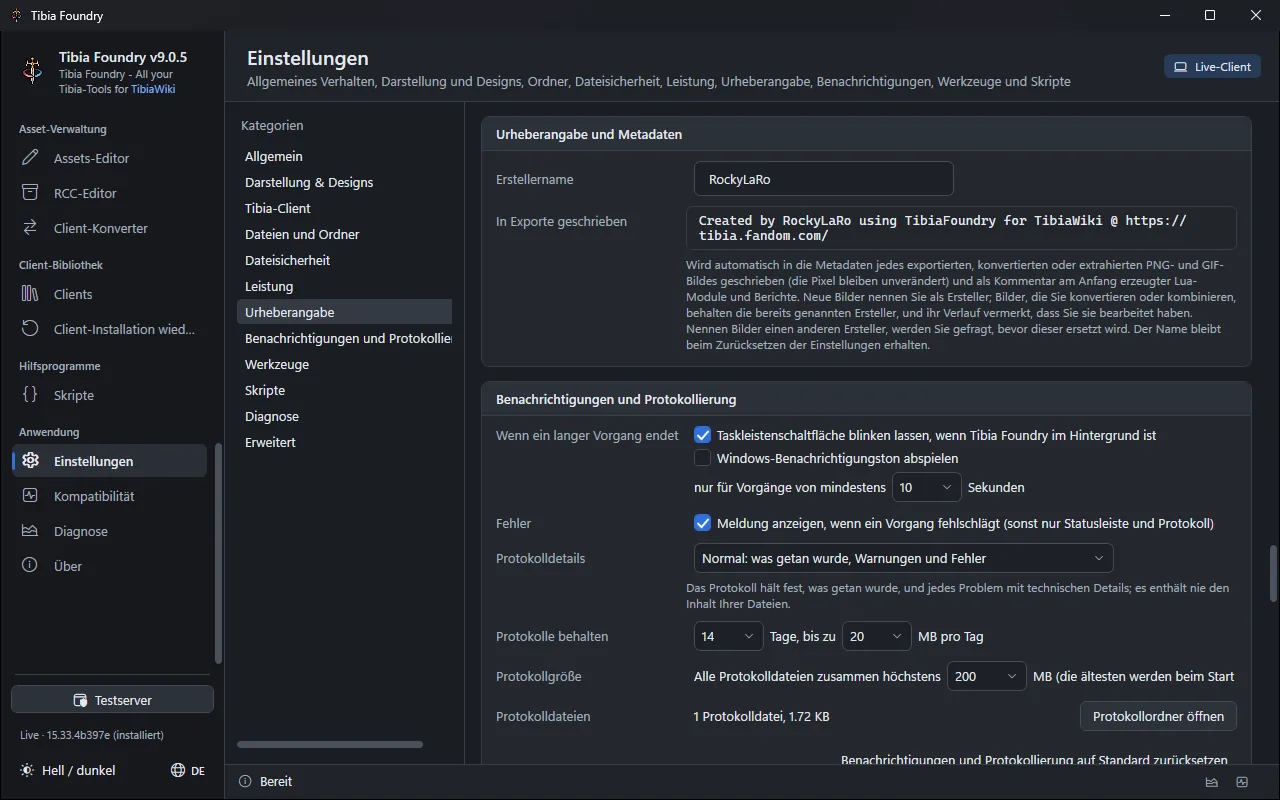 Tibia Foundry
Tibia Foundry v9.0.5
Tibia Foundry - All your
Tibia-Tools for TibiaWiki
Asset-Verwaltung
Assets-Editor
RCC-Editor
Client-Konverter
Client-Bibliothek
Clients
Client-Installation wied...
Hilfsprogramme
Skripte
Anwendung
Einstellungen
Kompatibilität
Diagnose
Über
Testserver
Live · 15.33.4b397e (installiert)
Hell / dunkel
DE
Einstellungen
Allgemeines Verhalten, Darstellung und Designs, Ordner, Dateisicherheit, Leistung, Urheberangabe, Benachrichtigungen, Werkzeuge und Skripte
Live-Client
Kategorien
Allgemein
Darstellung & Designs
Tibia-Client
Dateien und Ordner
Dateisicherheit
Leistung
Urheberangabe
Benachrichtigungen und Protokollier
Werkzeuge
Skripte
Diagnose
Erweitert
Urheberangabe und Metadaten
Erstellername
RockyLaRo
In Exporte geschrieben
Created by RockyLaRo using TibiaFoundry for TibiaWiki @ https://
tibia.fandom.com/
Wird automatisch in die Metadaten jedes exportierten, konvertierten oder extrahierten PNG- und GIF-
Bildes geschrieben (die Pixel bleiben unverändert) und als Kommentar am Anfang erzeugter Lua-
Module und Berichte. Neue Bilder nennen Sie als Ersteller; Bilder, die Sie konvertieren oder kombinieren,
behalten die bereits genannten Ersteller, und ihr Verlauf vermerkt, dass Sie sie bearbeitet haben.
Nennen Bilder einen anderen Ersteller, werden Sie gefragt, bevor dieser ersetzt wird. Der Name bleibt
beim Zurücksetzen der Einstellungen erhalten.
Benachrichtigungen und Protokollierung
Wenn ein langer Vorgang endet
Taskleistenschaltfläche blinken lassen, wenn Tibia Foundry im Hintergrund ist
Windows-Benachrichtigungston abspielen
nur für Vorgänge von mindestens 10 Sekunden
Fehler
Meldung anzeigen, wenn ein Vorgang fehlschlägt (sonst nur Statusleiste und Protokoll)
Protokolldetails
Normal: was getan wurde, Warnungen und Fehler
Das Protokoll hält fest, was getan wurde, und jedes Problem mit technischen Details; es enthält nie den
Inhalt Ihrer Dateien.
Protokolle behalten
14 Tage, bis zu 20 MB pro Tag
Protokollgröße
Alle Protokolldateien zusammen höchstens 200 MB (die ältesten werden beim Start
Protokolldateien
1 Protokolldatei, 1.72 KB
Protokollordner öffnen
Benachrichtigungen und Protokollierung auf Standard zurücksetzen
Bereit